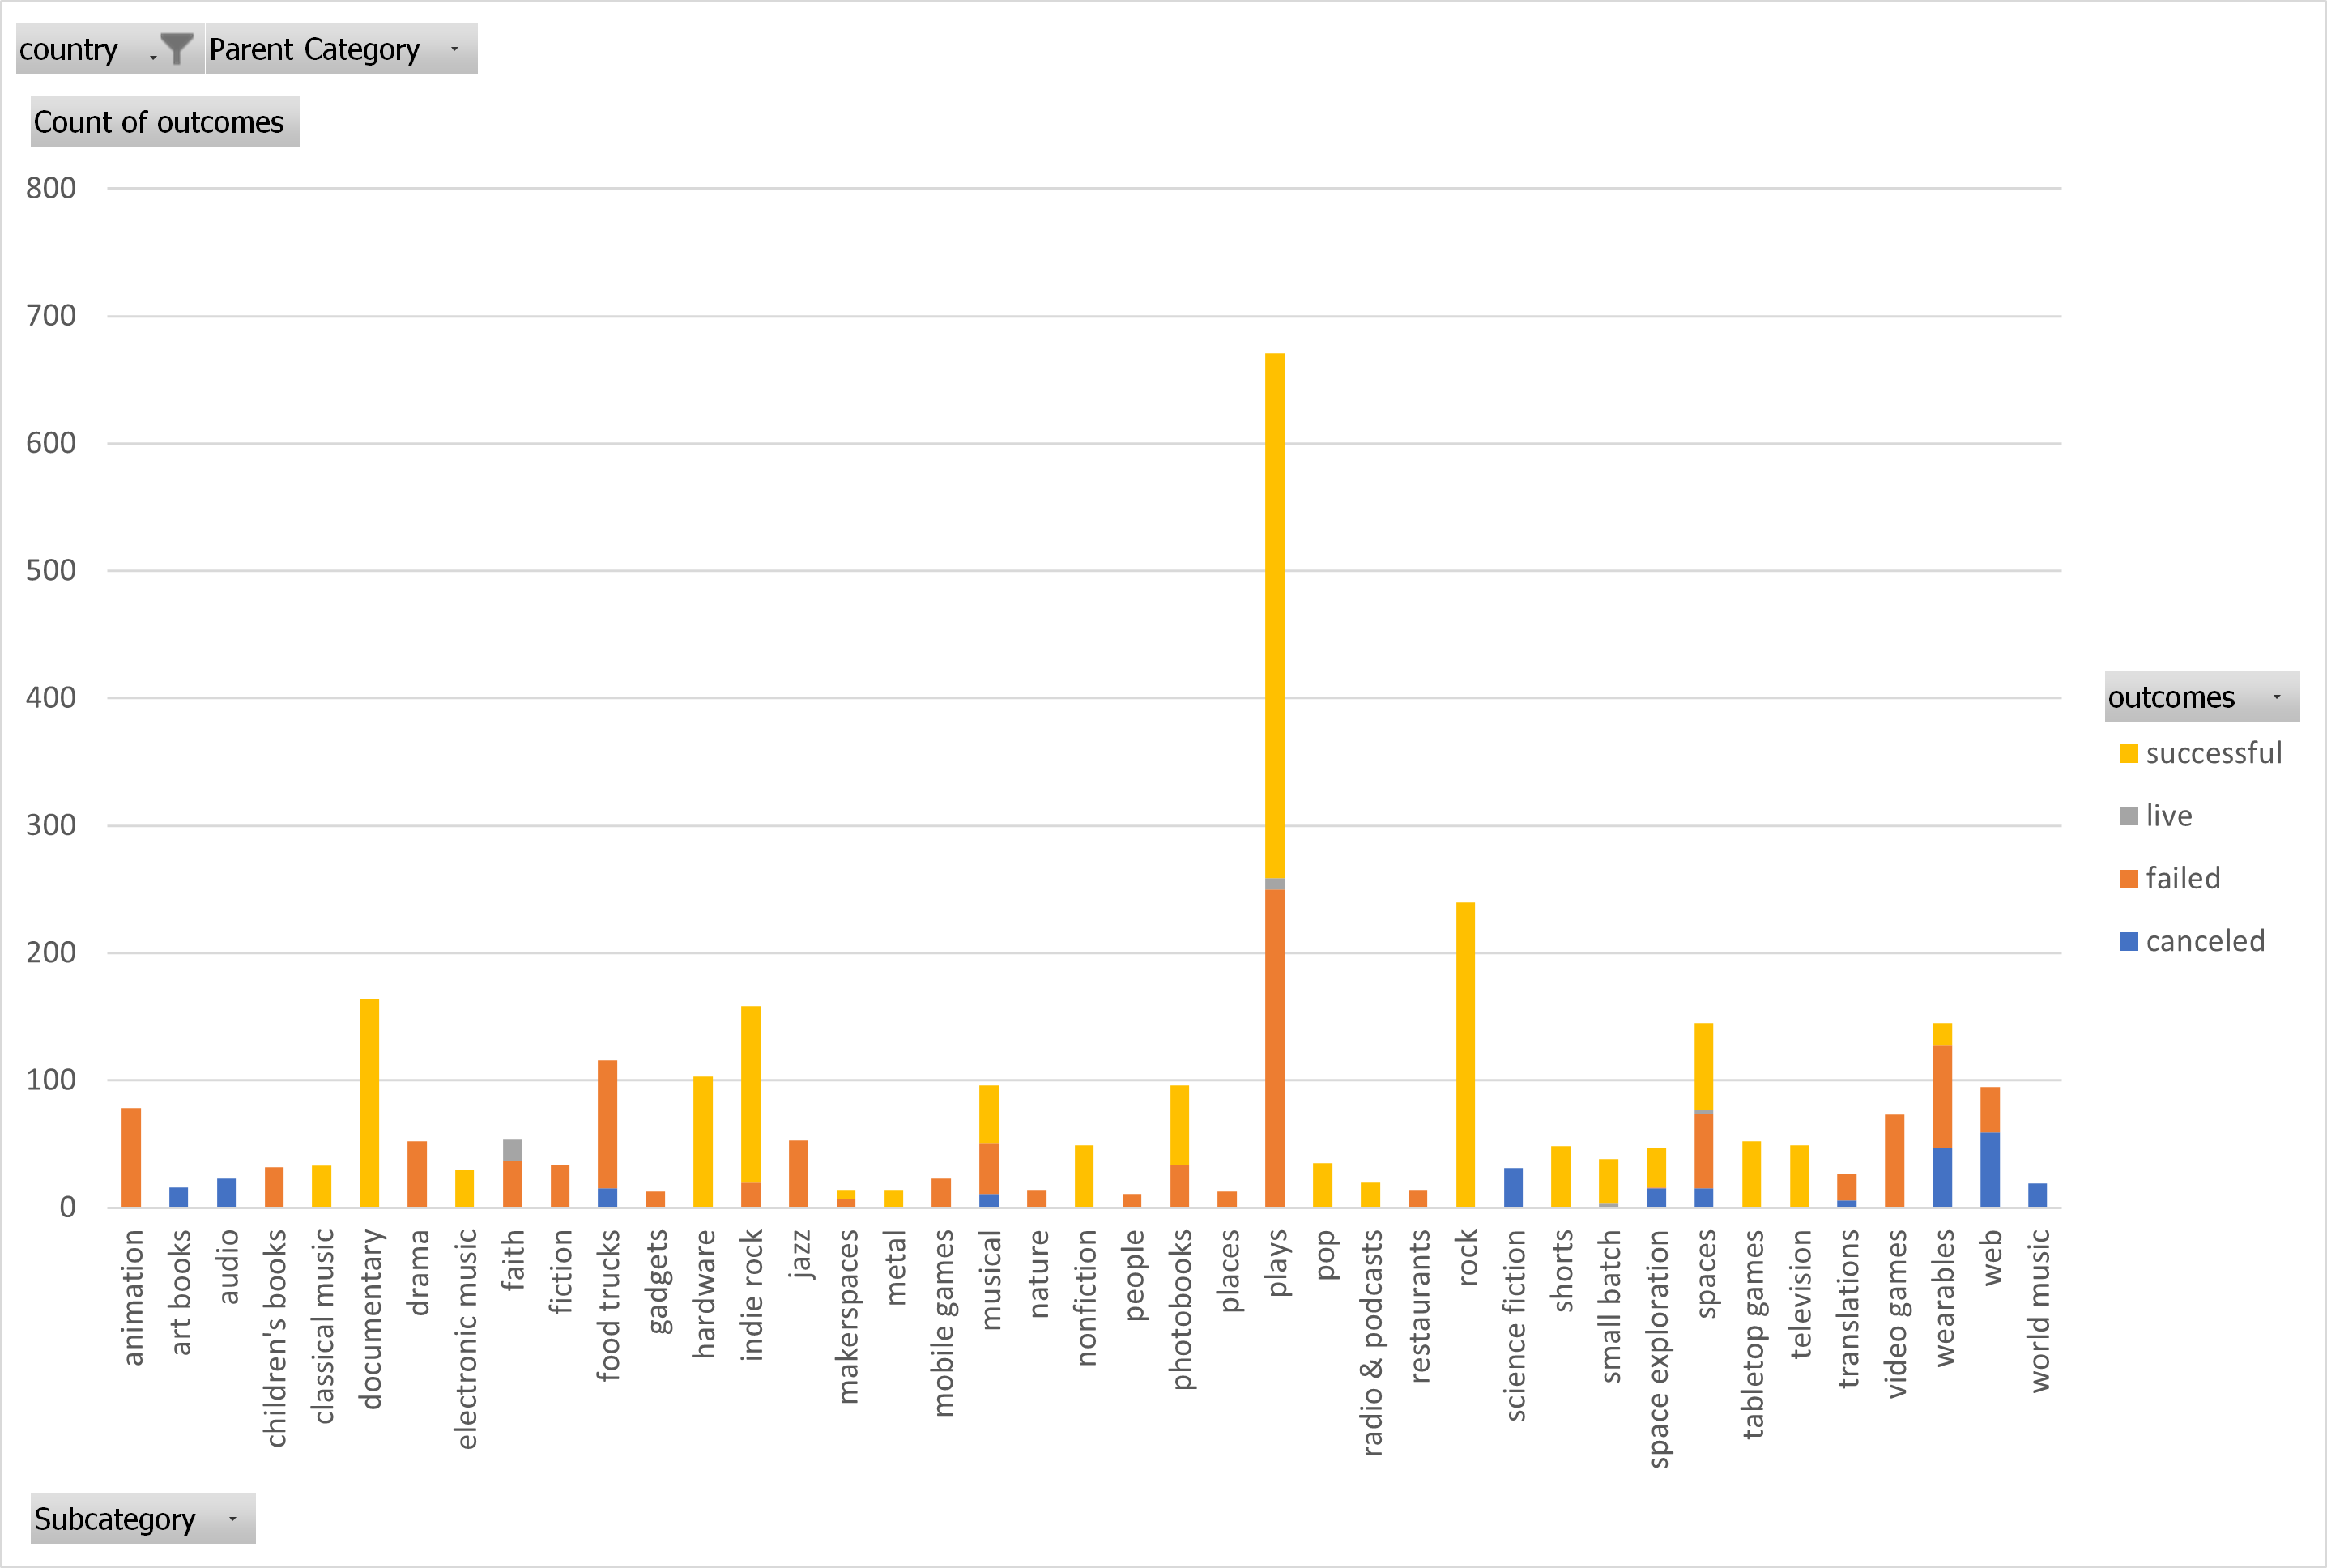 country Parent Category
Count of outcomes
800
700
600
500
400
300
200
100
0
outcomes
successful
live
failed
canceled
animation
art books
audio
children's books
classical music
documentary
drama
electronic music
faith
fiction
food trucks
gadgets
hardware
indie rock
jazz
makerspaces
metal
mobile games
musical
nature
nonfiction
people
photobooks
places
plays
pop
radio & podcasts
restaurants
rock
science fiction
shorts
small batch
space exploration
spaces
tabletop games
television
translations
video games
wearables
web
world music
Subcategory